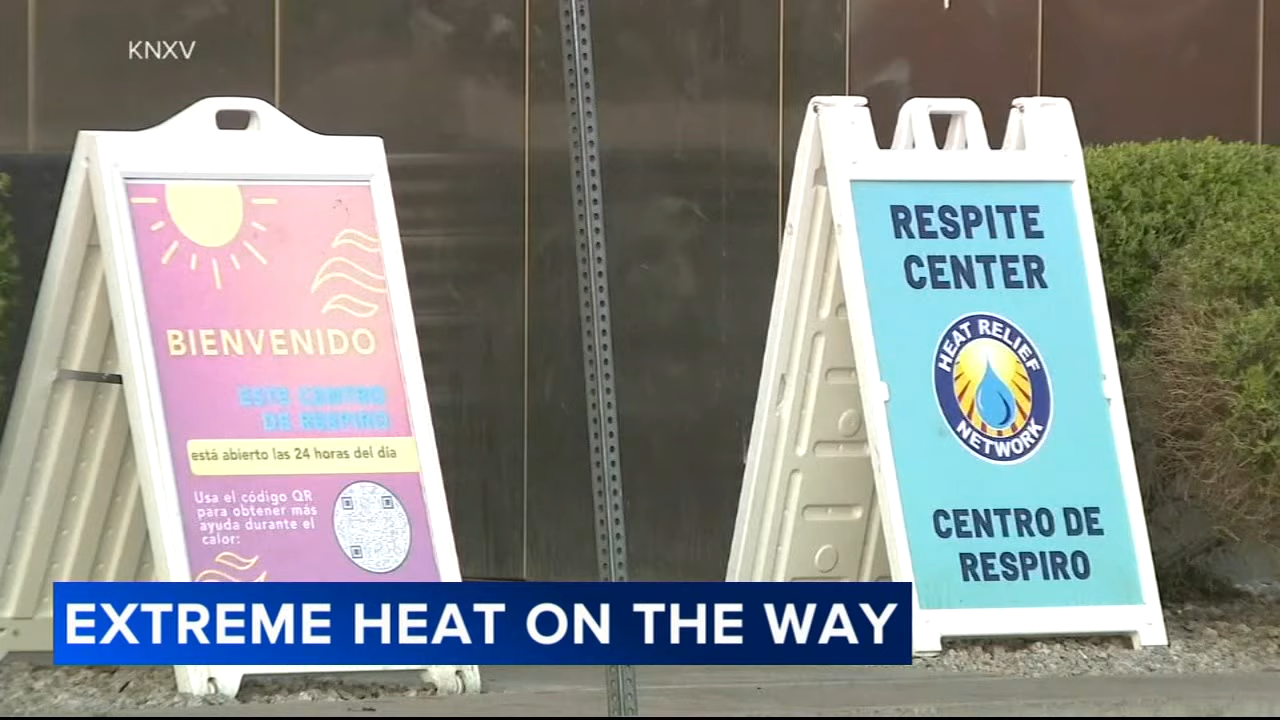 KNXV
BIENVENIDO
ESTE CENTRO
DE RESPIRO
está abierto las 24 horas del día
Usa el código QR
para obtener más
ayuda durante el
calor:
RESPITE
CENTER
HEAT RELIEF
NETWORK
CENTRO DE
RESPIRO
EXTREME HEAT ON THE WAY